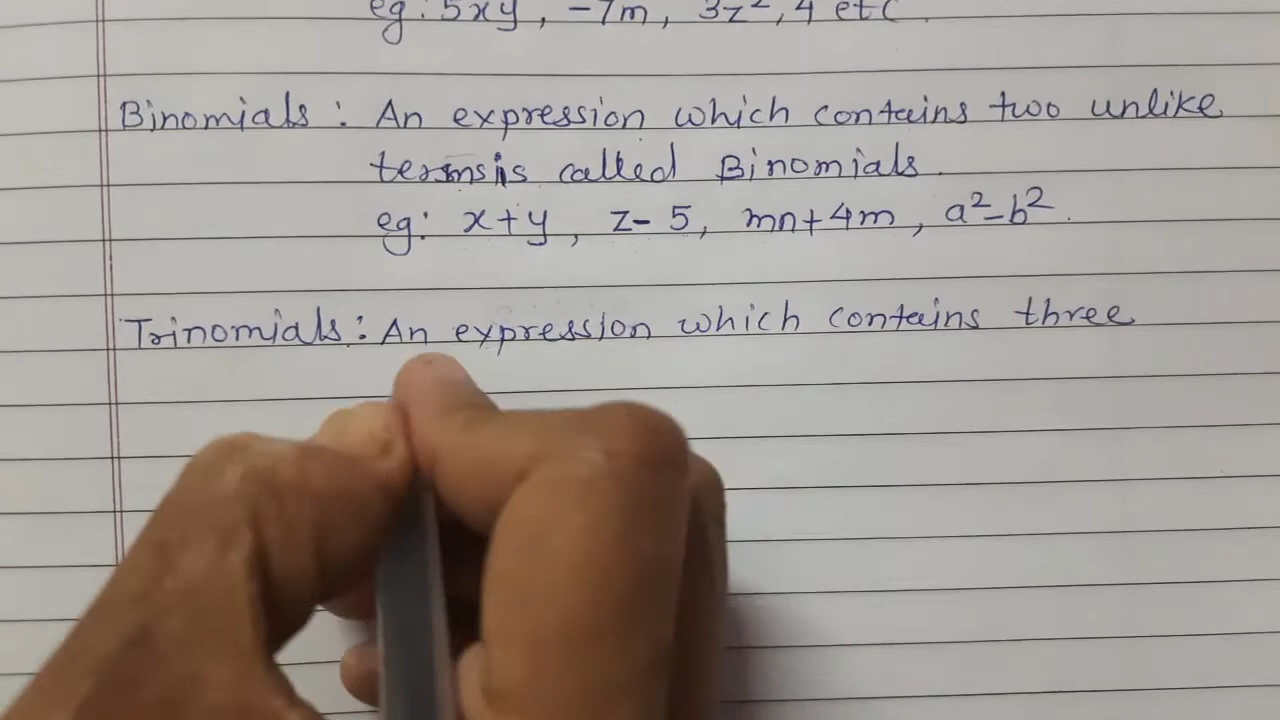 eg: 5xy, -7m, 3z², 4 etc.
Binomials: An expression which contains two unlike
terms is called Binomials.
eg: x+y, z-5, mn+4m, a²-b².
Trinomials: An expression which contains three